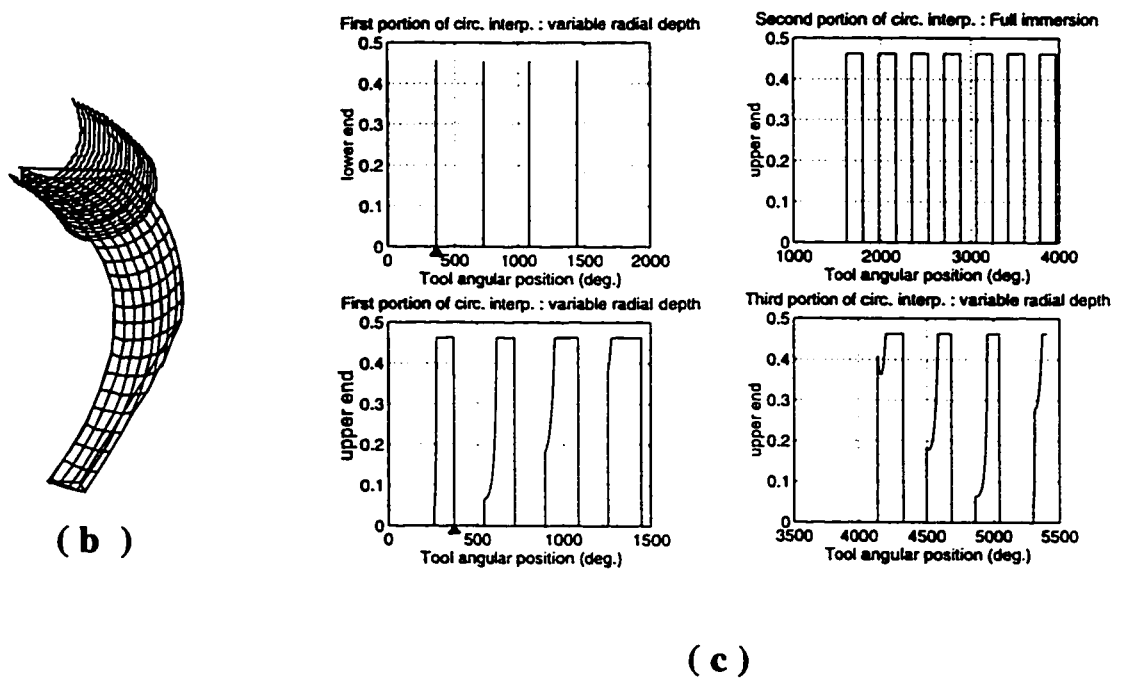 First portion of circ. interp. : variable radial depth
0.5
0.4
0.3
0.2
0.1
0
lower end
0 500 1000 1500 2000
Tool angular position (deg.)
Second portion of circ. interp. : Full immersion
0.5
0.4
0.3
0.2
0.1
0
upper end
1000 2000 3000 4000
Tool angular position (deg.)
First portion of circ. interp. : variable radial depth
0.5
0.4
0.3
0.2
0.1
0
upper end
0 500 1000 1500
Tool angular position (deg.)
Third portion of circ. interp. : variable radial depth
0.5
0.4
0.3
0.2
0.1
0
upper end
3500 4000 4500 5000 5500
Tool angular position (deg.)
( b )
( c )